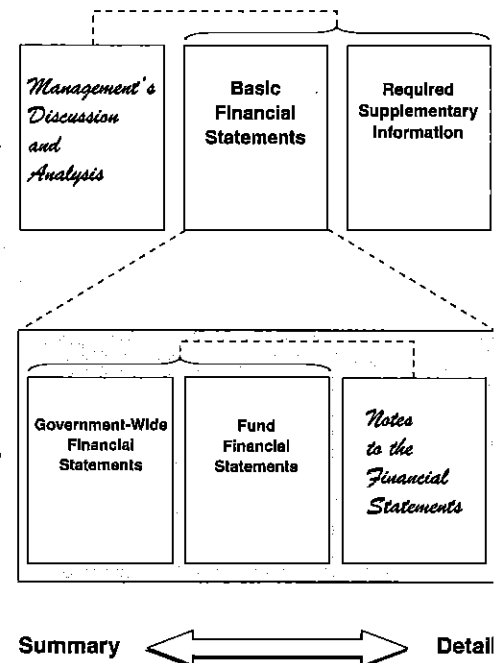 Management's
Discussion
and
Analysis
Basic
Financial
Statements
Required
Supplementary
Information
Government-Wide
Financial
Statements
Fund
Financial
Statements
Notes
to the
Financial
Statements
Summary
Detail